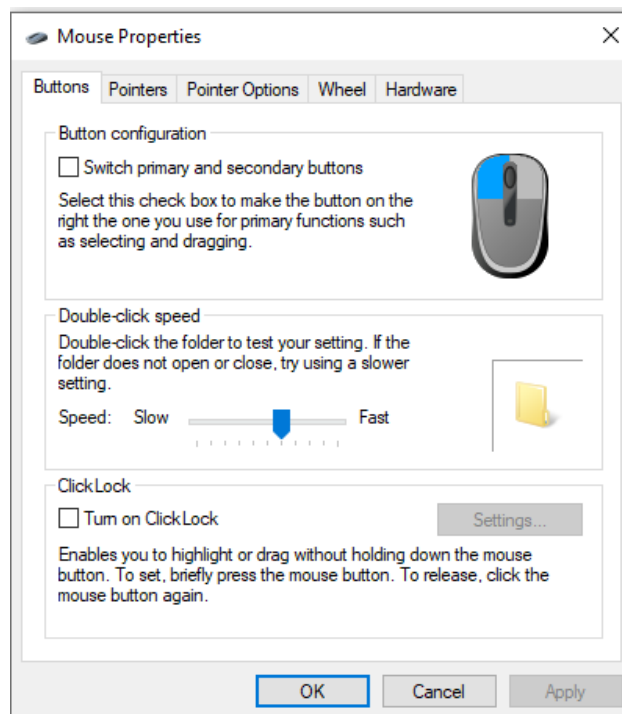 Mouse Properties
Buttons Pointers Pointer Options Wheel Hardware
Button configuration
Switch primary and secondary buttons
Select this check box to make the button on the
right the one you use for primary functions such
as selecting and dragging.
Double-click speed
Double-click the folder to test your setting. If the
folder does not open or close, try using a slower
setting.
Speed: Slow Fast
ClickLock
Turn on ClickLock Settings...
Enables you to highlight or drag without holding down the mouse
button. To set, briefly press the mouse button. To release, click the
mouse button again.
OK Cancel Apply